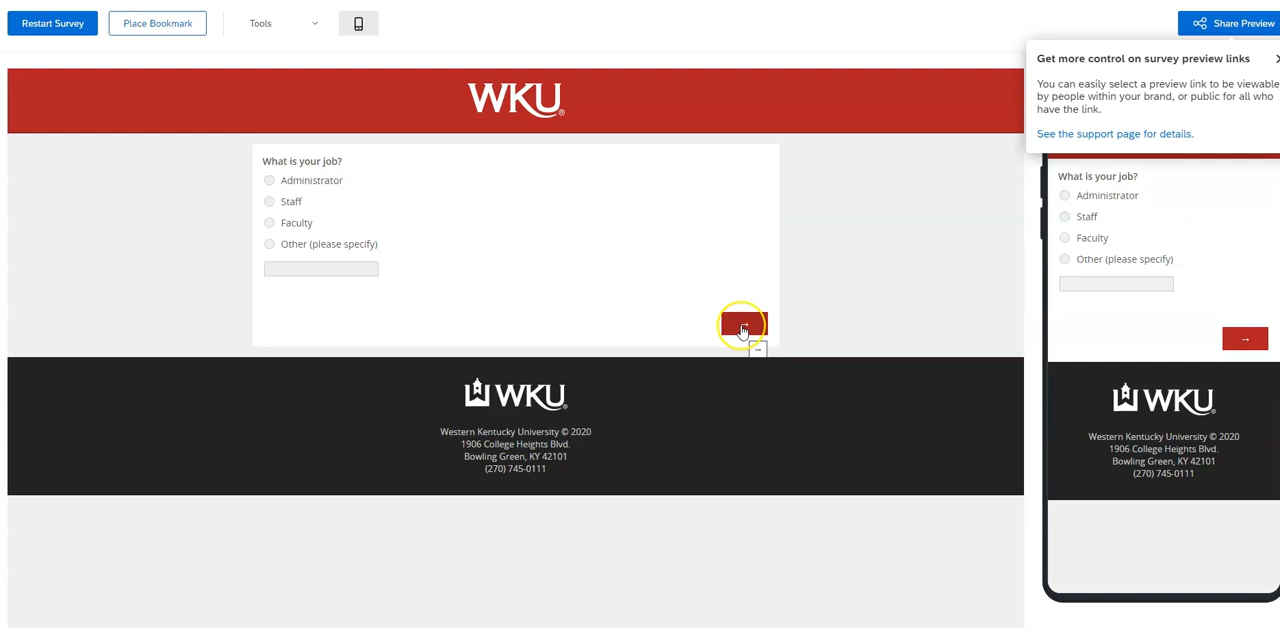 Restart Survey
Place Bookmark
Tools
Share Preview
Get more control on survey preview links
You can easily select a preview link to be viewable
by people within your brand, or public for all who
have the link.
See the support page for details.
WKU
What is your job?
Administrator
Staff
Faculty
Other (please specify)
→
→
WKU
Western Kentucky University © 2020
1906 College Heights Blvd.
Bowling Green, KY 42101
(270) 745-0111
What is your job?
Administrator
Staff
Faculty
Other (please specify)
→
WKU
Western Kentucky University © 2020
1906 College Heights Blvd.
Bowling Green, KY 42101
(270) 745-0111